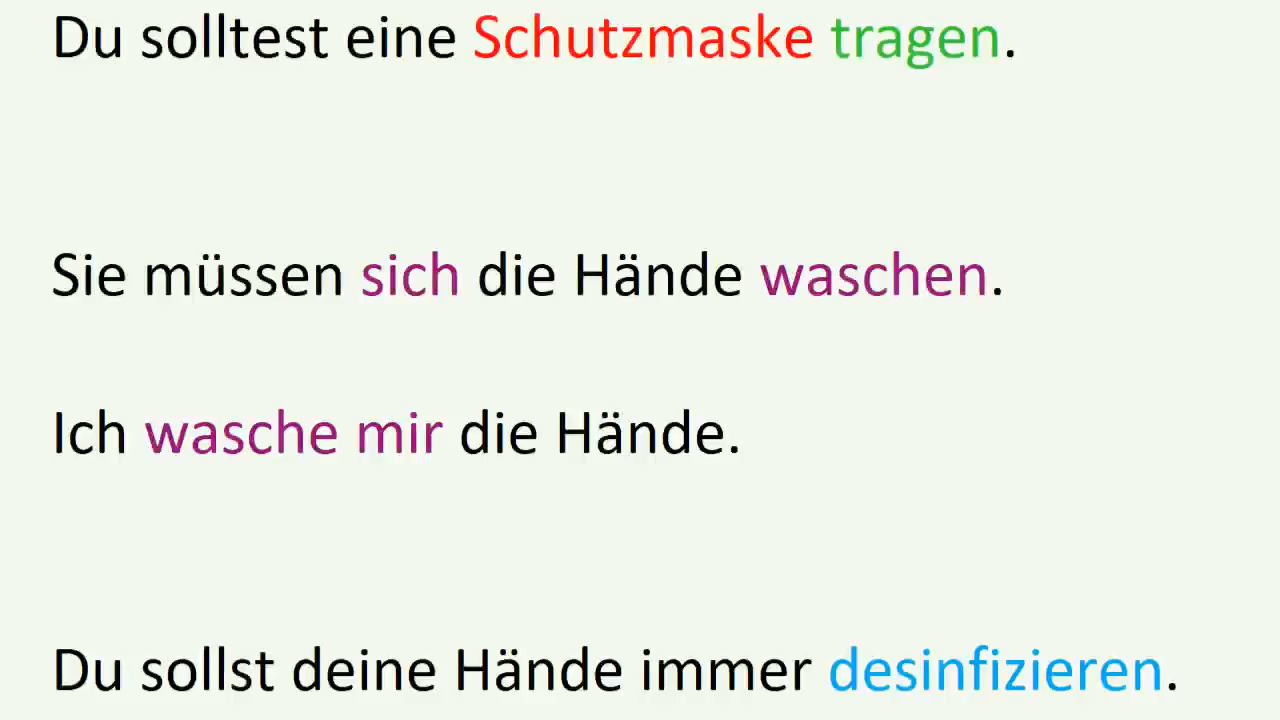 Du solltest eine Schutzmaske tragen.
Sie müssen sich die Hände waschen.
Ich wasche mir die Hände.
Du sollst deine Hände immer desinfizieren.